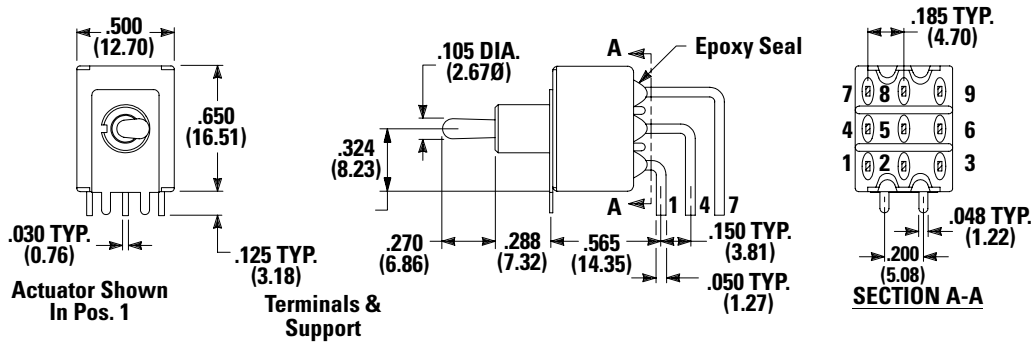 .500
(12.70)
.650
(16.51)
.030 TYP.
(0.76)
.125 TYP.
(3.18)
Actuator Shown
In Pos. 1
.105 DIA.
(2.67Ø)
.324
(8.23)
.270
(6.86)
.288
(7.32)
.565
(14.35)
A
A
Epoxy Seal
1 4 7
.150 TYP.
(3.81)
.050 TYP.
(1.27)
Terminals &
Support
.185 TYP.
(4.70)
7 8 9
4 5 6
1 2 3
.048 TYP.
(1.22)
.200
(5.08)
SECTION A-A